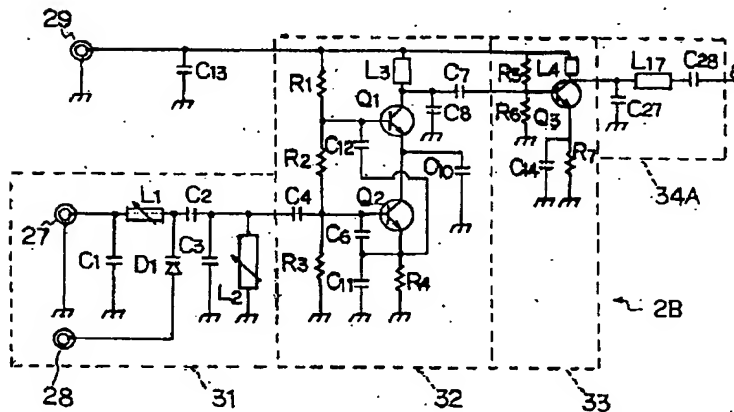 29
C13
R1
L3
C7
R5
L4
L17
C28
Q1
C8
R6
Q3
C27
C12
R2
C10
C14
R7
34A
27
L1
C2
C4
Q2
C1
D1
C3
L2
R3
C6
C11
R4
2B
28
31
32
33